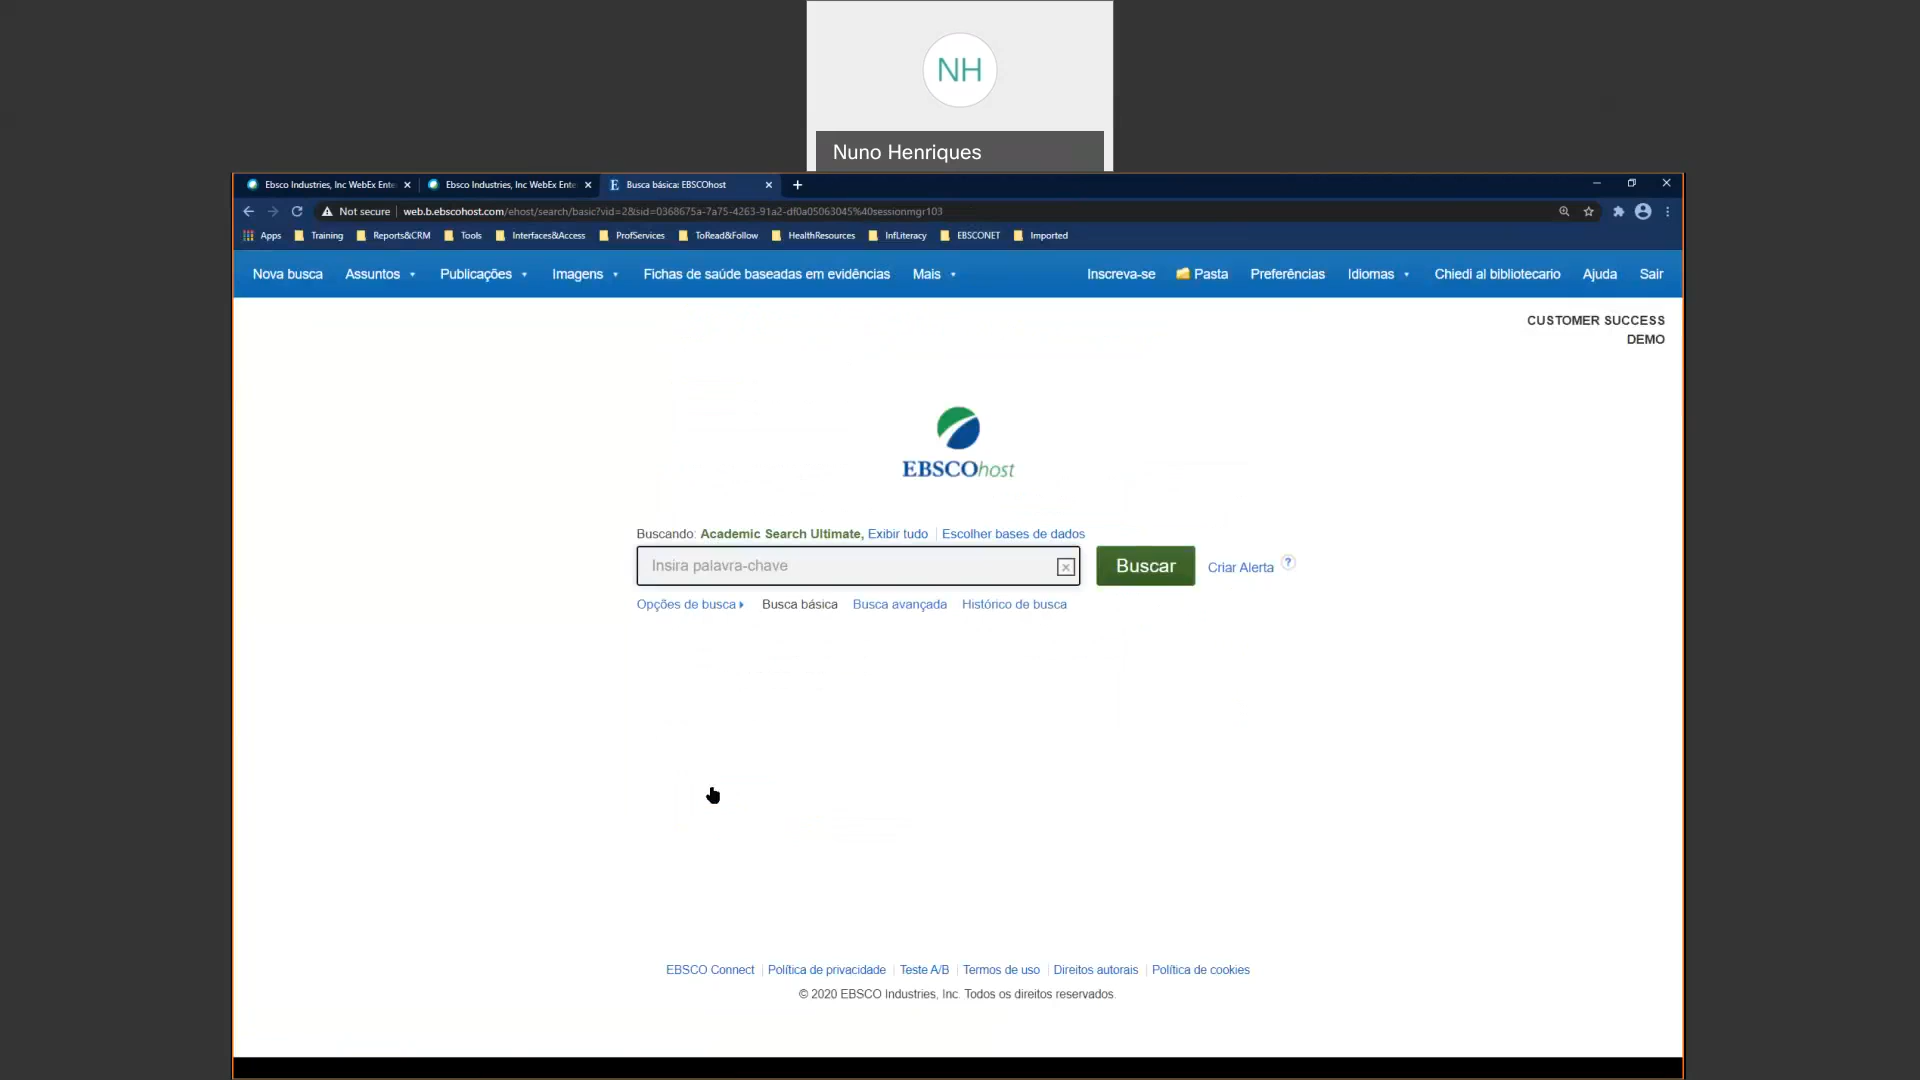 NH
Nuno Henriques
Ebsco Industries, Inc WebEx Ente
Ebsco Industries, Inc WebEx Ente
Busca básica: EBSCOhost
Not secure web.b.ebscohost.com/ehost/search/basic?vid=2&sid=0368675a-7a75-4263-91a2-df0a05063045%40sessionmgr103
Apps Training Reports&CRM Tools Interfaces&Access ProfServices ToRead&Follow HealthResources InfLiteracy EBSCONET Imported
Nova busca Assuntos Publicações Imagens Fichas de saúde baseadas em evidências Mais Inscreva-se Pasta Preferências Idiomas Chiedi al bibliotecario Ajuda Sair
CUSTOMER SUCCESS
DEMO
EBSCOhost
Buscando: Academic Search Ultimate, Exibir tudo Escolher bases de dados
Insira palavra-chave Buscar Criar Alerta ?
Opções de busca Busca básica Busca avançada Histórico de busca
EBSCO Connect Política de privacidade Teste A/B Termos de uso Direitos autorais Política de cookies
© 2020 EBSCO Industries, Inc. Todos os direitos reservados.